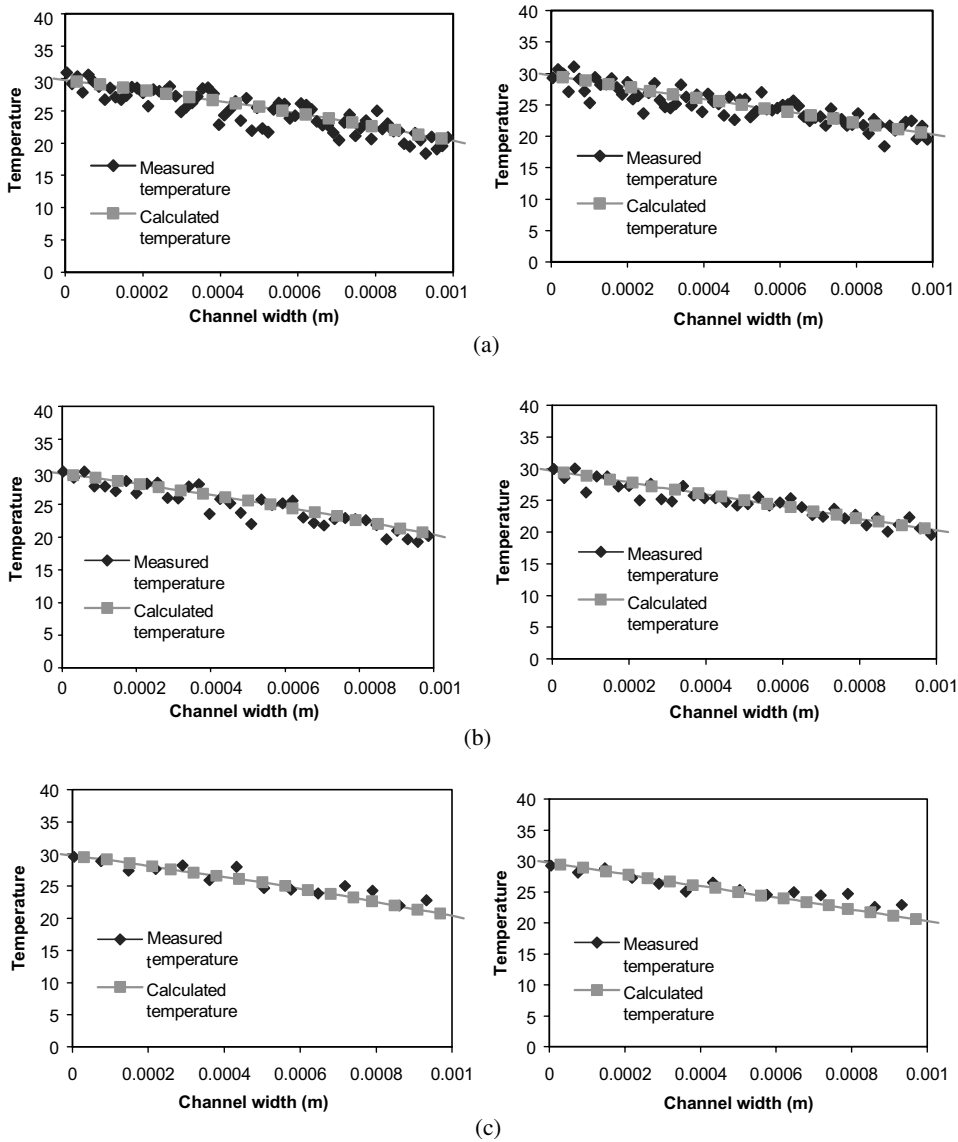 40
35
30
25
20
15
10
5
0
Temperature
Measured
temperature
Calculated
temperature
0 0.0002 0.0004 0.0006 0.0008 0.001
Channel width (m)
40
35
30
25
20
15
10
5
0
Temperature
Measured
temperature
Calculated
temperature
0 0.0002 0.0004 0.0006 0.0008 0.001
Channel width (m)
(a)
40
35
30
25
20
15
10
5
0
Temperature
Measured
temperature
Calculated
temperature
0 0.0002 0.0004 0.0006 0.0008 0.001
Channel width (m)
40
35
30
25
20
15
10
5
0
Temperature
Measured
temperature
Calculated
temperature
0 0.0002 0.0004 0.0006 0.0008 0.001
Channel width (m)
(b)
40
35
30
25
20
15
10
5
0
Temperature
Measured
temperature
Calculated
temperature
0 0.0002 0.0004 0.0006 0.0008 0.001
Channel width (m)
40
35
30
25
20
15
10
5
0
Temperature
Measured
temperature
Calculated
temperature
0 0.0002 0.0004 0.0006 0.0008 0.001
Channel width (m)
(c)